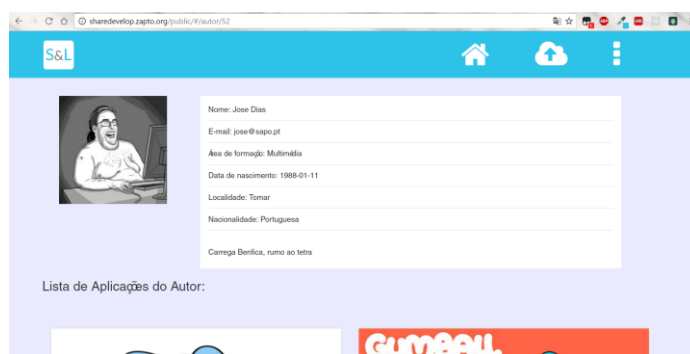 sharedevelop.zapto.org/public/#/autor/52
S&L
Nome: Jose Dias
E-mail: jose@sapo.pt
Área de formação: Multimédia
Data de nascimento: 1988-01-11
Localidade: Tomar
Nacionalidade: Portuguesa
Carrega Benfica, rumo ao tetra
Lista de Aplicações do Autor:
GUMBALL